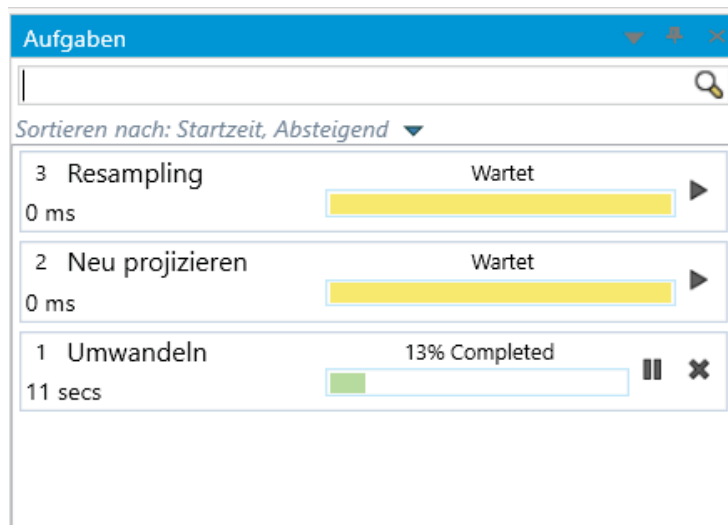 Aufgaben
Sortieren nach: Startzeit, Absteigend
3 Resampling Wartet
0 ms
2 Neu projizieren Wartet
0 ms
1 Umwandeln 13% Completed
11 secs